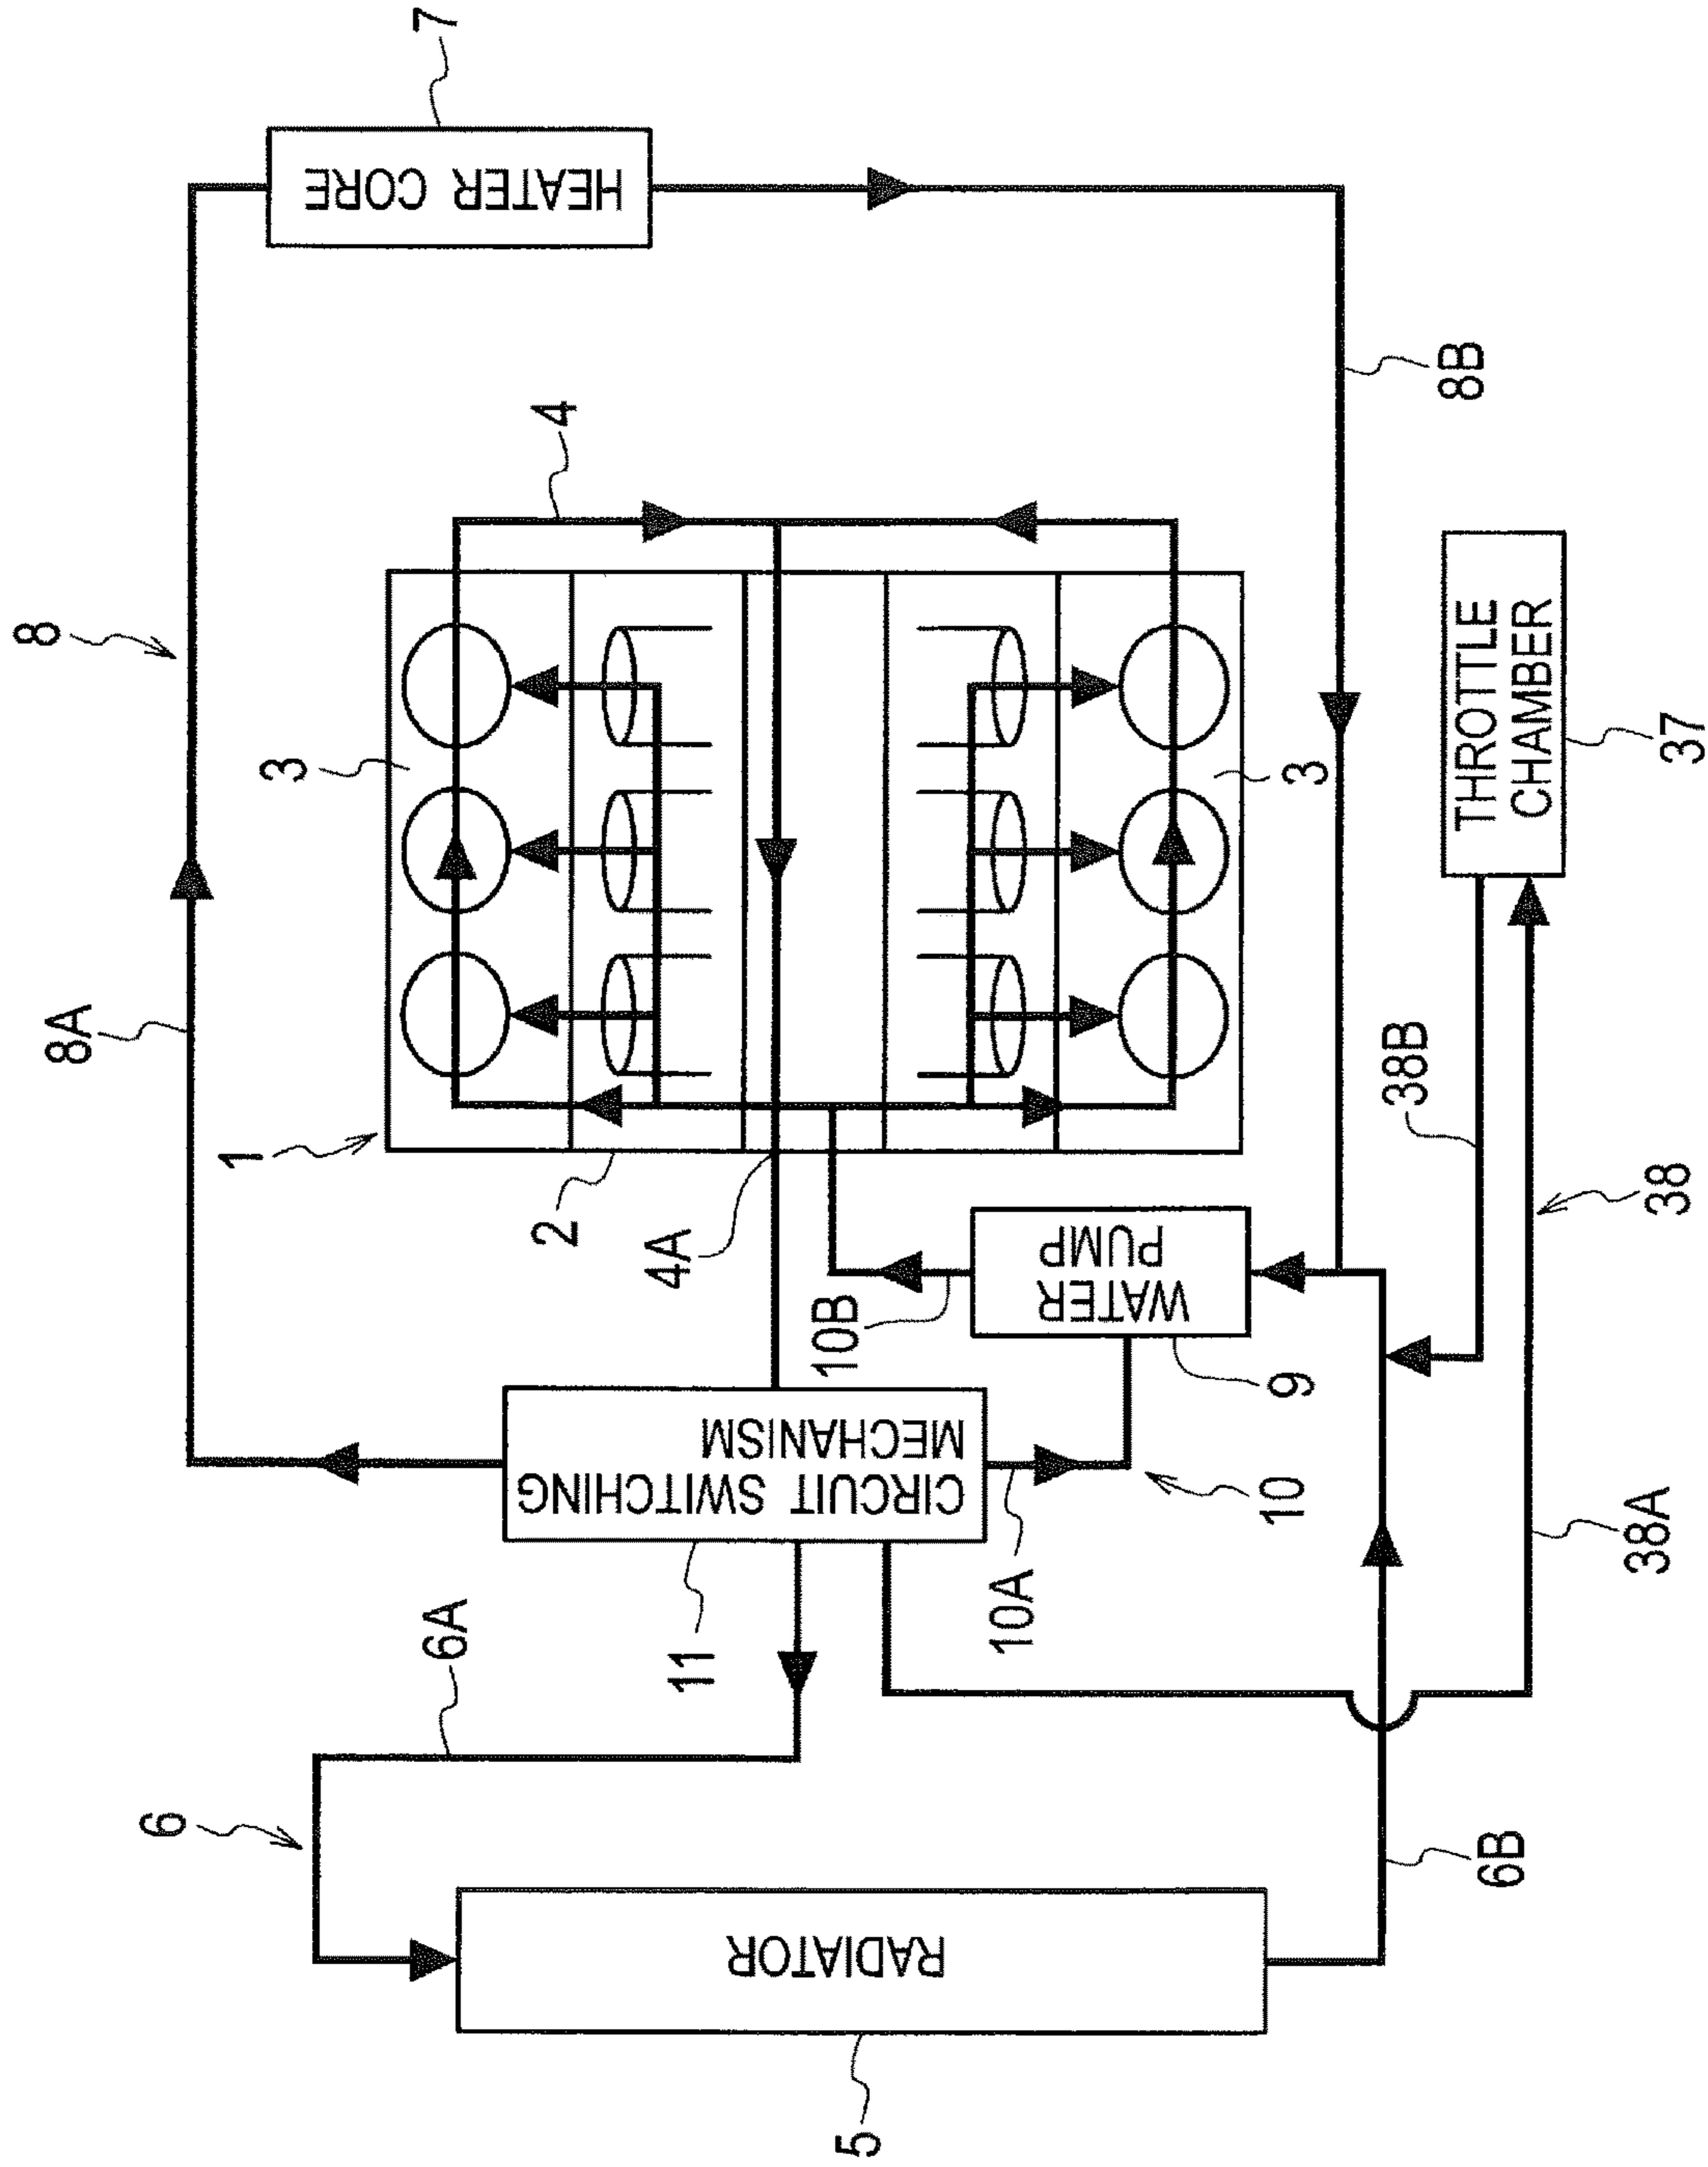 7
HEATER CORE
8
8A
8B
4
3
3
1
2
4A
THROTTLE
CHAMBER
37
38B
38
38A
WATER
PUMP
9
10B
10
10A
CIRCUIT SWITCHING
MECHANISM
11
6A
6
6B
RADIATOR
5